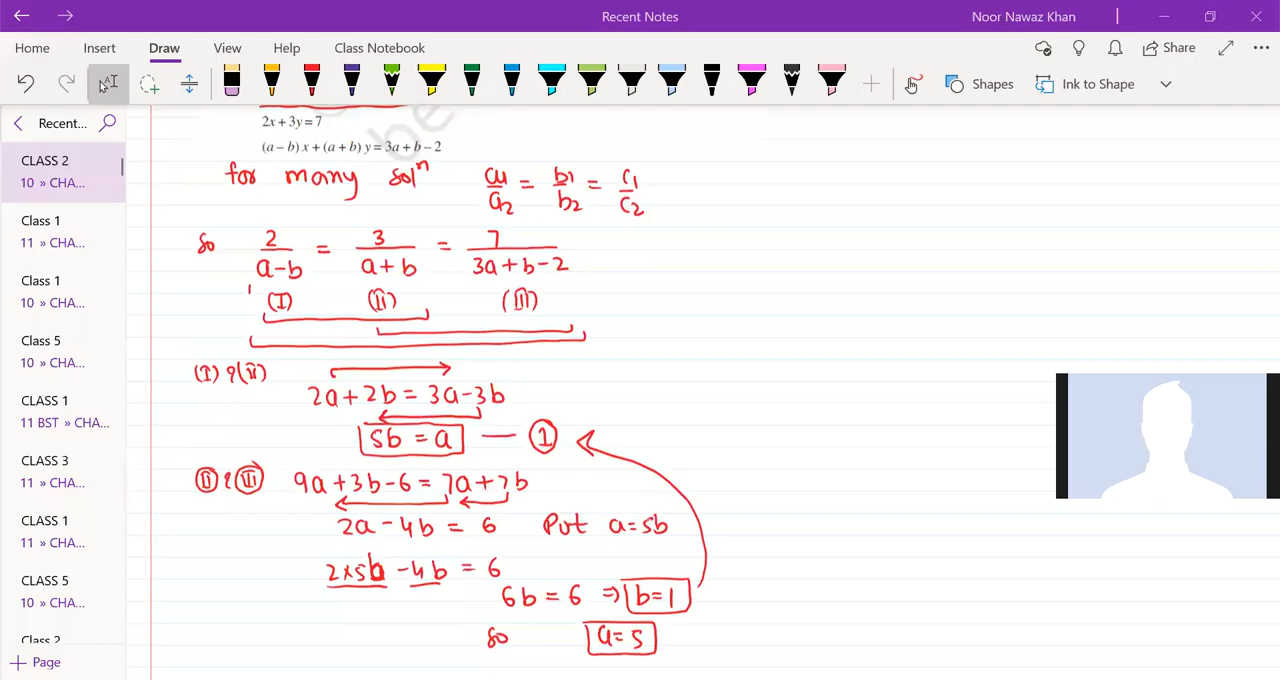 Recent Notes
Noor Nawaz Khan
Home Insert Draw View Help Class Notebook Share
Shapes Ink to Shape
Recent...
CLASS 2
10 » CHA...
Class 1
11 » CHA...
Class 1
10 » CHA...
Class 5
10 » CHA...
CLASS 1
11 BST » CHA...
CLASS 3
11 » CHA...
CLASS 1
11 » CHA...
CLASS 5
10 » CHA...
Class 2
Page
be
2x + 3y = 7
(a – b) x + (a + b) y = 3a + b – 2
for many solⁿ a1/a2 = b1/b2 = c1/c2
so 2/(a-b) = 3/(a+b) = 7/(3a+b-2)
(I) (II) (III)
(I) & (II)
2a + 2b = 3a - 3b
5b = a — ①
(II) & (III) 9a + 3b - 6 = 7a + 7b
2a - 4b = 6 Put a = 5b
2×5b - 4b = 6
6b = 6 ⇒ b=1
so a = 5